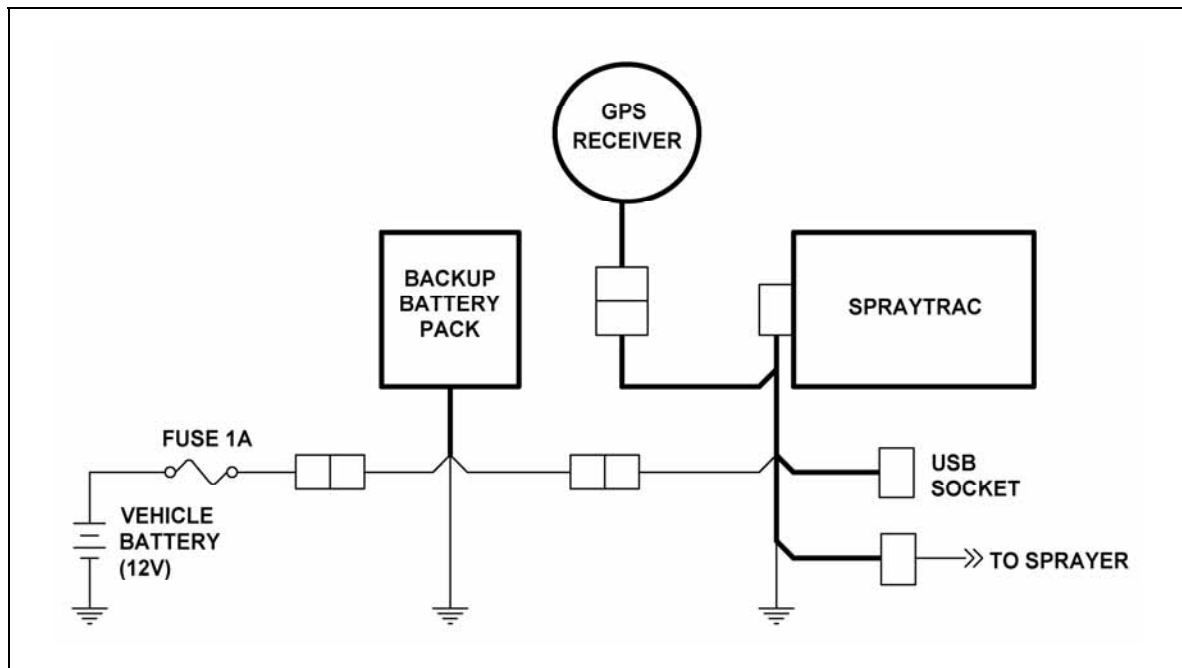 GPS
RECEIVER
BACKUP
BATTERY
PACK
SPRAYTRAC
FUSE 1A
VEHICLE
BATTERY
(12V)
USB
SOCKET
TO SPRAYER